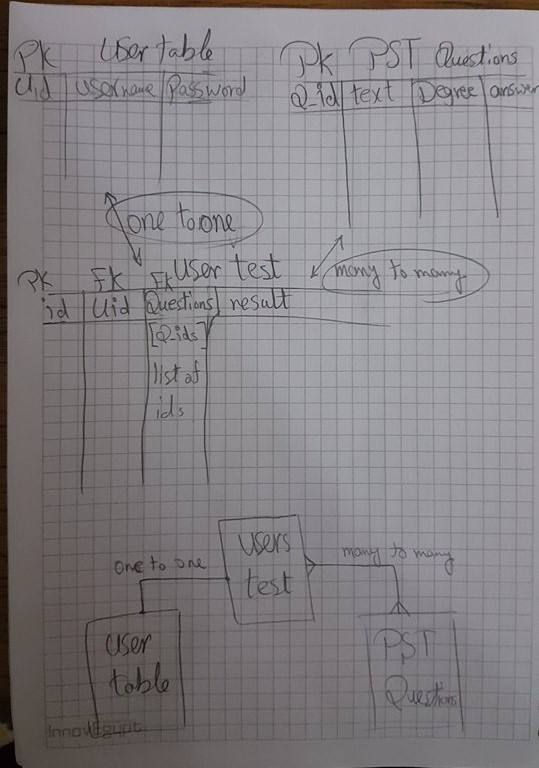 PK User table
Uid Username Password
PK PST Questions
Q_id text Degree answer
one to one
many to many
PK FK FK User test
id Uid Questions result
[Q_ids]
list of
ids
Users
test
one to one
many to many
User
table
PST
Questions
InnovEgypt